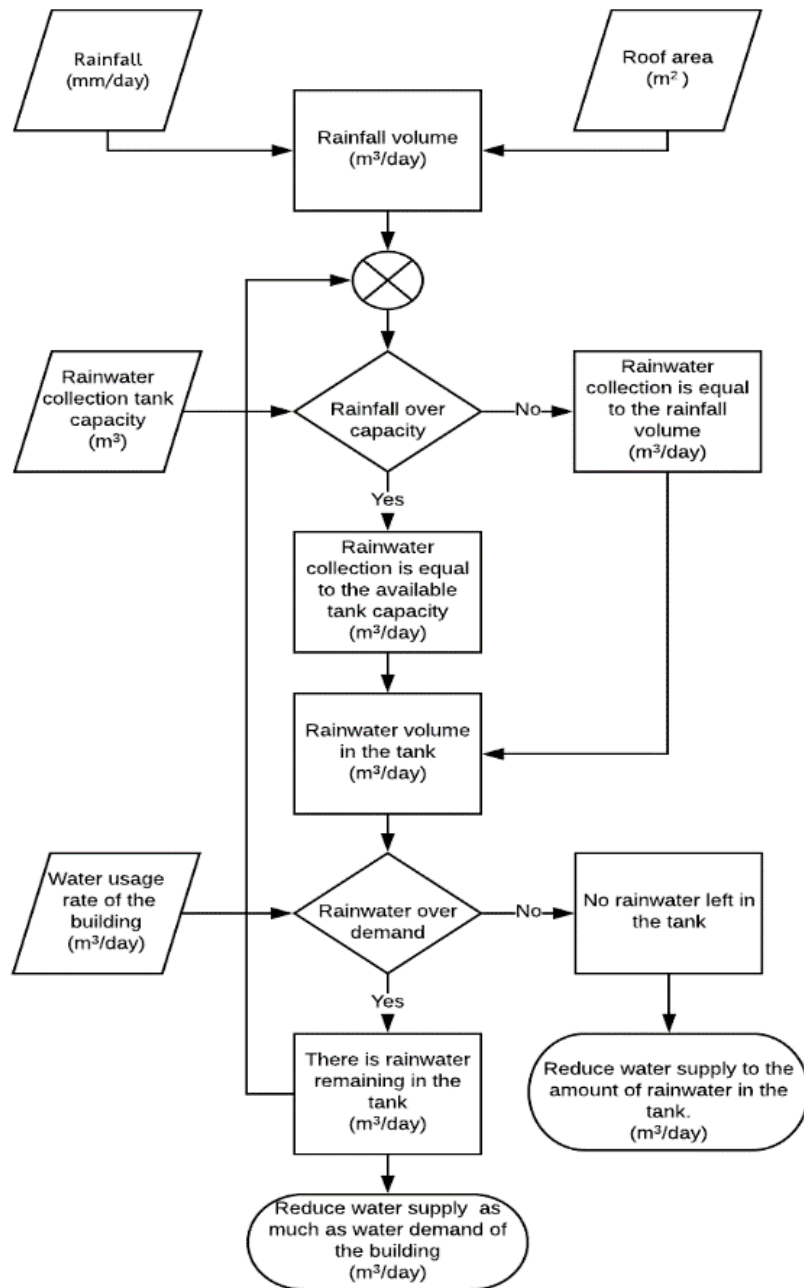 Rainfall
(mm/day)
Roof area
(m²)
Rainfall volume
(m³/day)
Rainwater
collection tank
capacity
(m³)
Rainfall over
capacity
No
Rainwater
collection is equal
to the rainfall
volume
(m³/day)
Yes
Rainwater
collection is equal
to the available
tank capacity
(m³/day)
Rainwater volume
in the tank
(m³/day)
Water usage
rate of the
building
(m³/day)
Rainwater over
demand
No
No rainwater left in
the tank
Yes
There is rainwater
remaining in the
tank
(m³/day)
Reduce water supply to the
amount of rainwater in the
tank.
(m³/day)
Reduce water supply as
much as water demand of
the building
(m³/day)